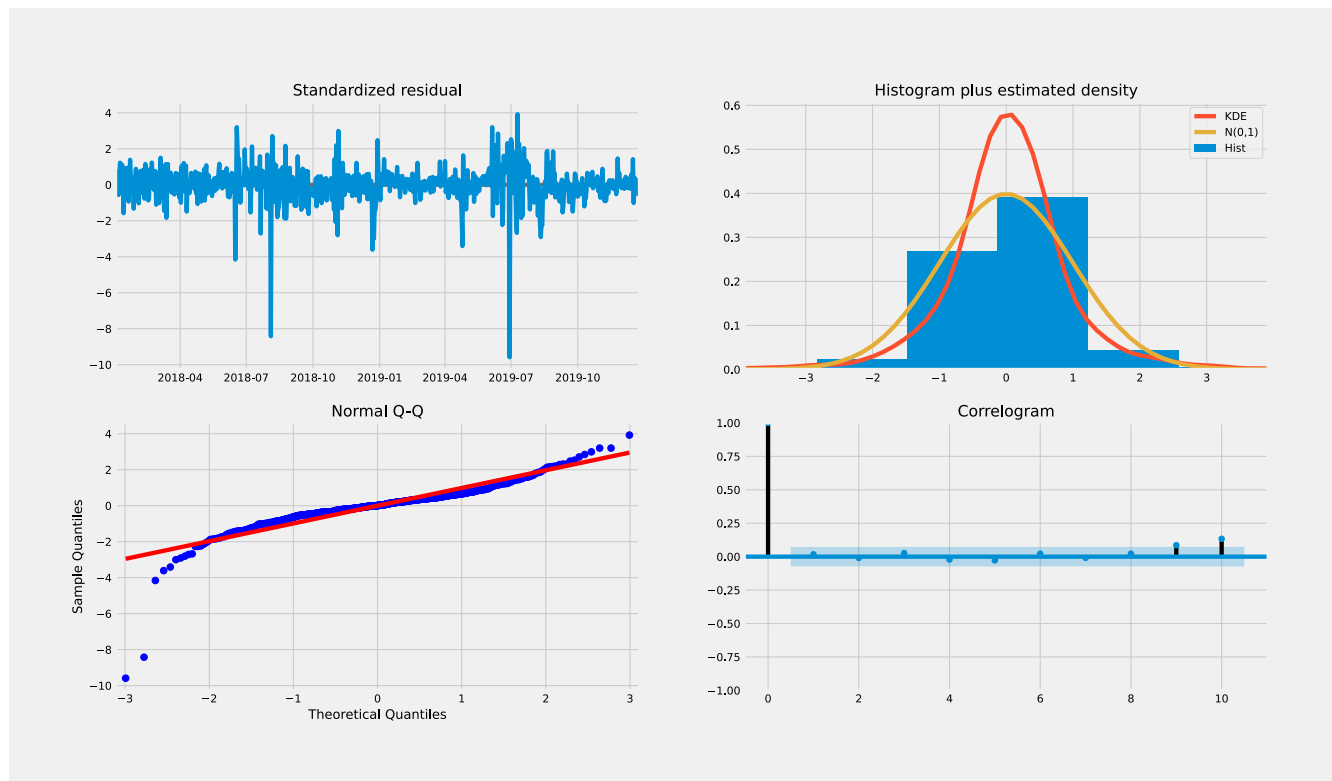 Standardized residual
4
2
0
−2
−4
−6
−8
−10
2018-04 2018-07 2018-10 2019-01 2019-04 2019-07 2019-10
Histogram plus estimated density
0.6
0.5
0.4
0.3
0.2
0.1
0.0
KDE
N(0,1)
Hist
−3 −2 −1 0 1 2 3
Normal Q-Q
Sample Quantiles
4
2
0
−2
−4
−6
−8
−10
−3 −2 −1 0 1 2 3
Theoretical Quantiles
Correlogram
1.00
0.75
0.50
0.25
0.00
−0.25
−0.50
−0.75
−1.00
0 2 4 6 8 10